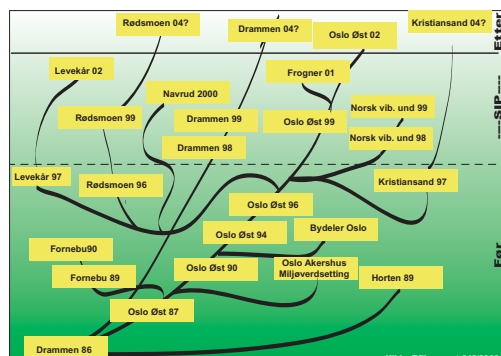 Rødsmoen 04?
Drammen 04?
Oslo Øst 02
Kristiansand 04?
Etter
Levekår 02
Frogner 01
Navrud 2000
Rødsmoen 99
Drammen 99
Oslo Øst 99
Norsk vib. und 99
Norsk vib. und 98
---SIP---
Drammen 98
Levekår 97
Rødsmoen 96
Kristiansand 97
Oslo Øst 96
Oslo Øst 94
Bydeler Oslo
Før
Fornebu90
Fornebu 89
Oslo Øst 90
Oslo Akershus
Miljøverdsetting
Horten 89
Oslo Øst 87
Drammen 86